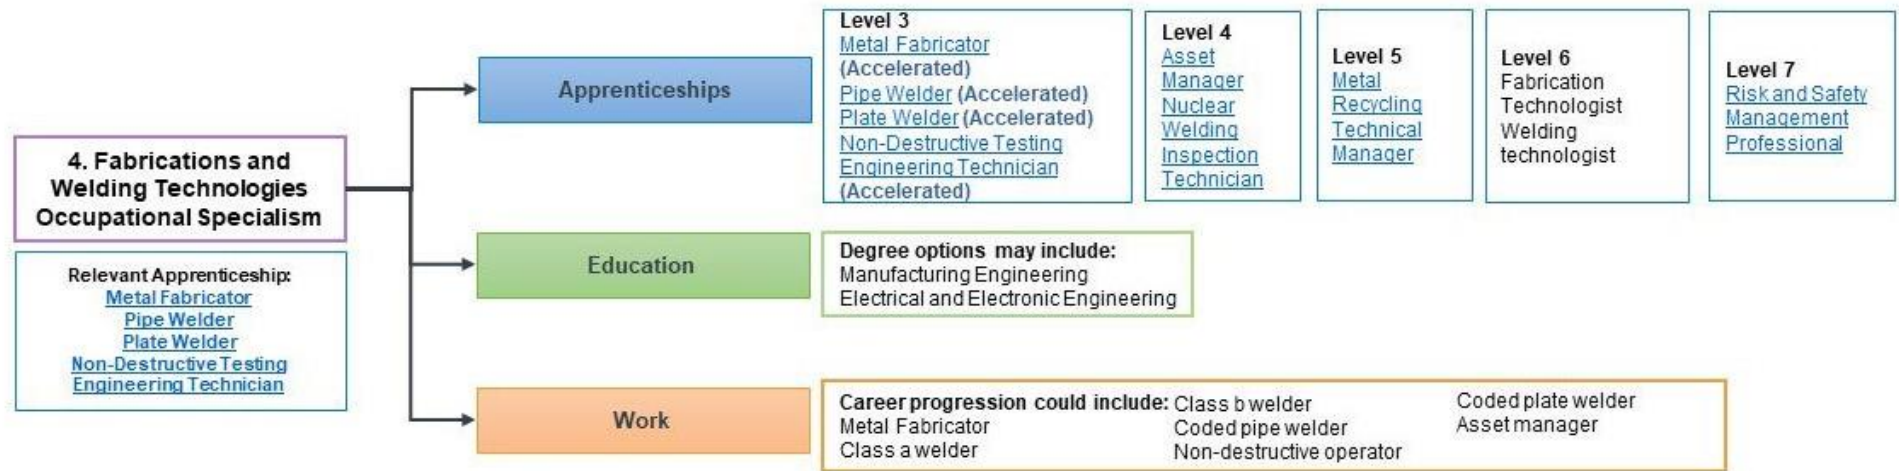 4. Fabrications and
Welding Technologies
Occupational Specialism
Relevant Apprenticeship:
Metal Fabricator
Pipe Welder
Plate Welder
Non-Destructive Testing
Engineering Technician
Apprenticeships
Level 3
Metal Fabricator
(Accelerated)
Pipe Welder (Accelerated)
Plate Welder (Accelerated)
Non-Destructive Testing
Engineering Technician
(Accelerated)
Level 4
Asset
Manager
Nuclear
Welding
Inspection
Technician
Level 5
Metal
Recycling
Technical
Manager
Level 6
Fabrication
Technologist
Welding
technologist
Level 7
Risk and Safety
Management
Professional
Education
Degree options may include:
Manufacturing Engineering
Electrical and Electronic Engineering
Work
Career progression could include:
Metal Fabricator
Class a welder
Class b welder
Coded pipe welder
Non-destructive operator
Coded plate welder
Asset manager